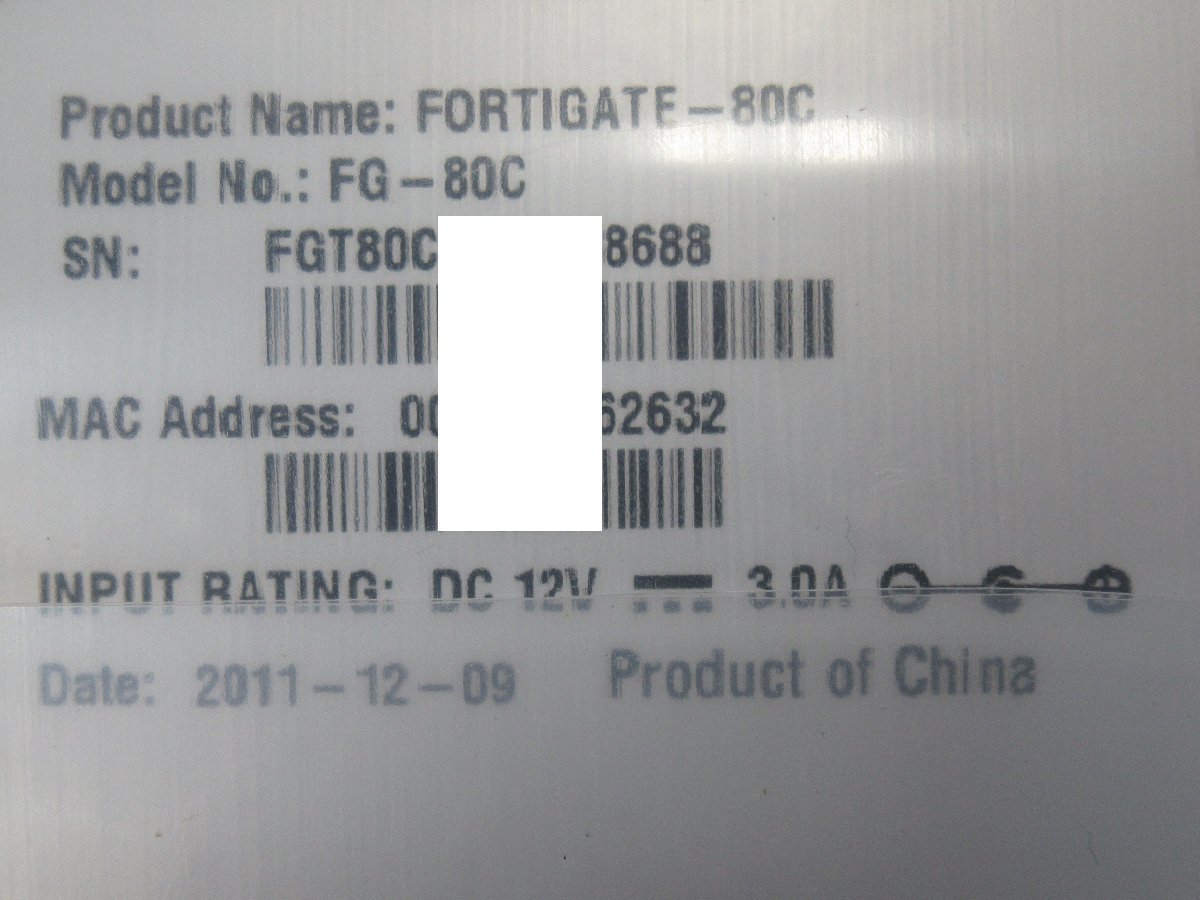 Product Name: FORTIGATE-80C
Model No.: FG-80C
SN: FGT80C 8688
MAC Address: 00 62632
INPUT RATING: DC 12V 3.0A
Date: 2011-12-09 Product of China